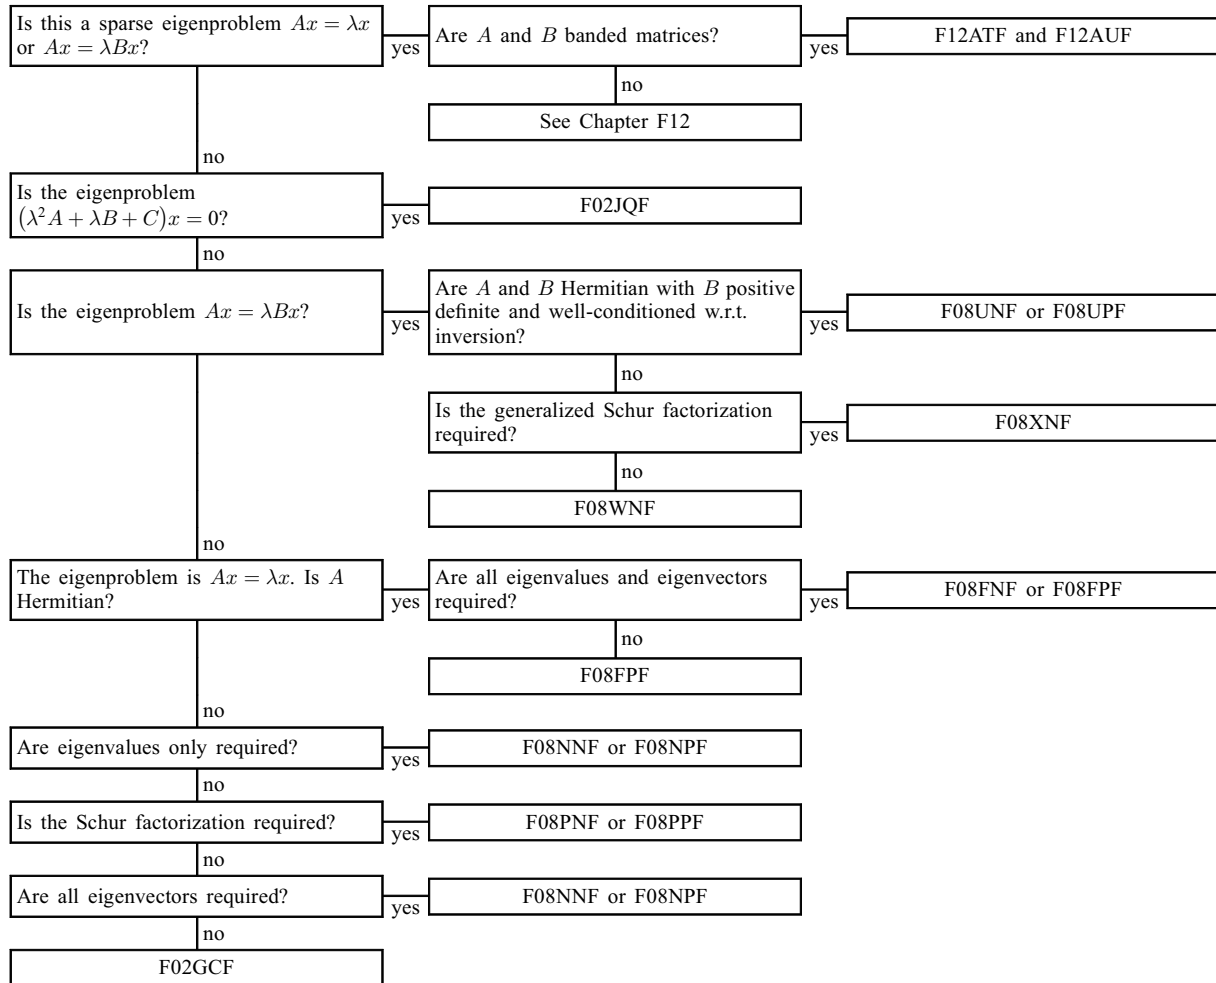 Is this a sparse eigenproblem Ax = λx
or Ax = λBx?
yes
Are A and B banded matrices?
yes
F12ATF and F12AUF
no
See Chapter F12
no
Is the eigenproblem
(λ²A + λB + C)x = 0?
yes
F02JQF
no
Is the eigenproblem Ax = λBx?
yes
Are A and B Hermitian with B positive
definite and well-conditioned w.r.t.
inversion?
yes
F08UNF or F08UPF
no
Is the generalized Schur factorization
required?
yes
F08XNF
no
F08WNF
no
The eigenproblem is Ax = λx. Is A
Hermitian?
yes
Are all eigenvalues and eigenvectors
required?
yes
F08FNF or F08FPF
no
F08FPF
no
Are eigenvalues only required?
yes
F08NNF or F08NPF
no
Is the Schur factorization required?
yes
F08PNF or F08PPF
no
Are all eigenvectors required?
yes
F08NNF or F08NPF
no
F02GCF